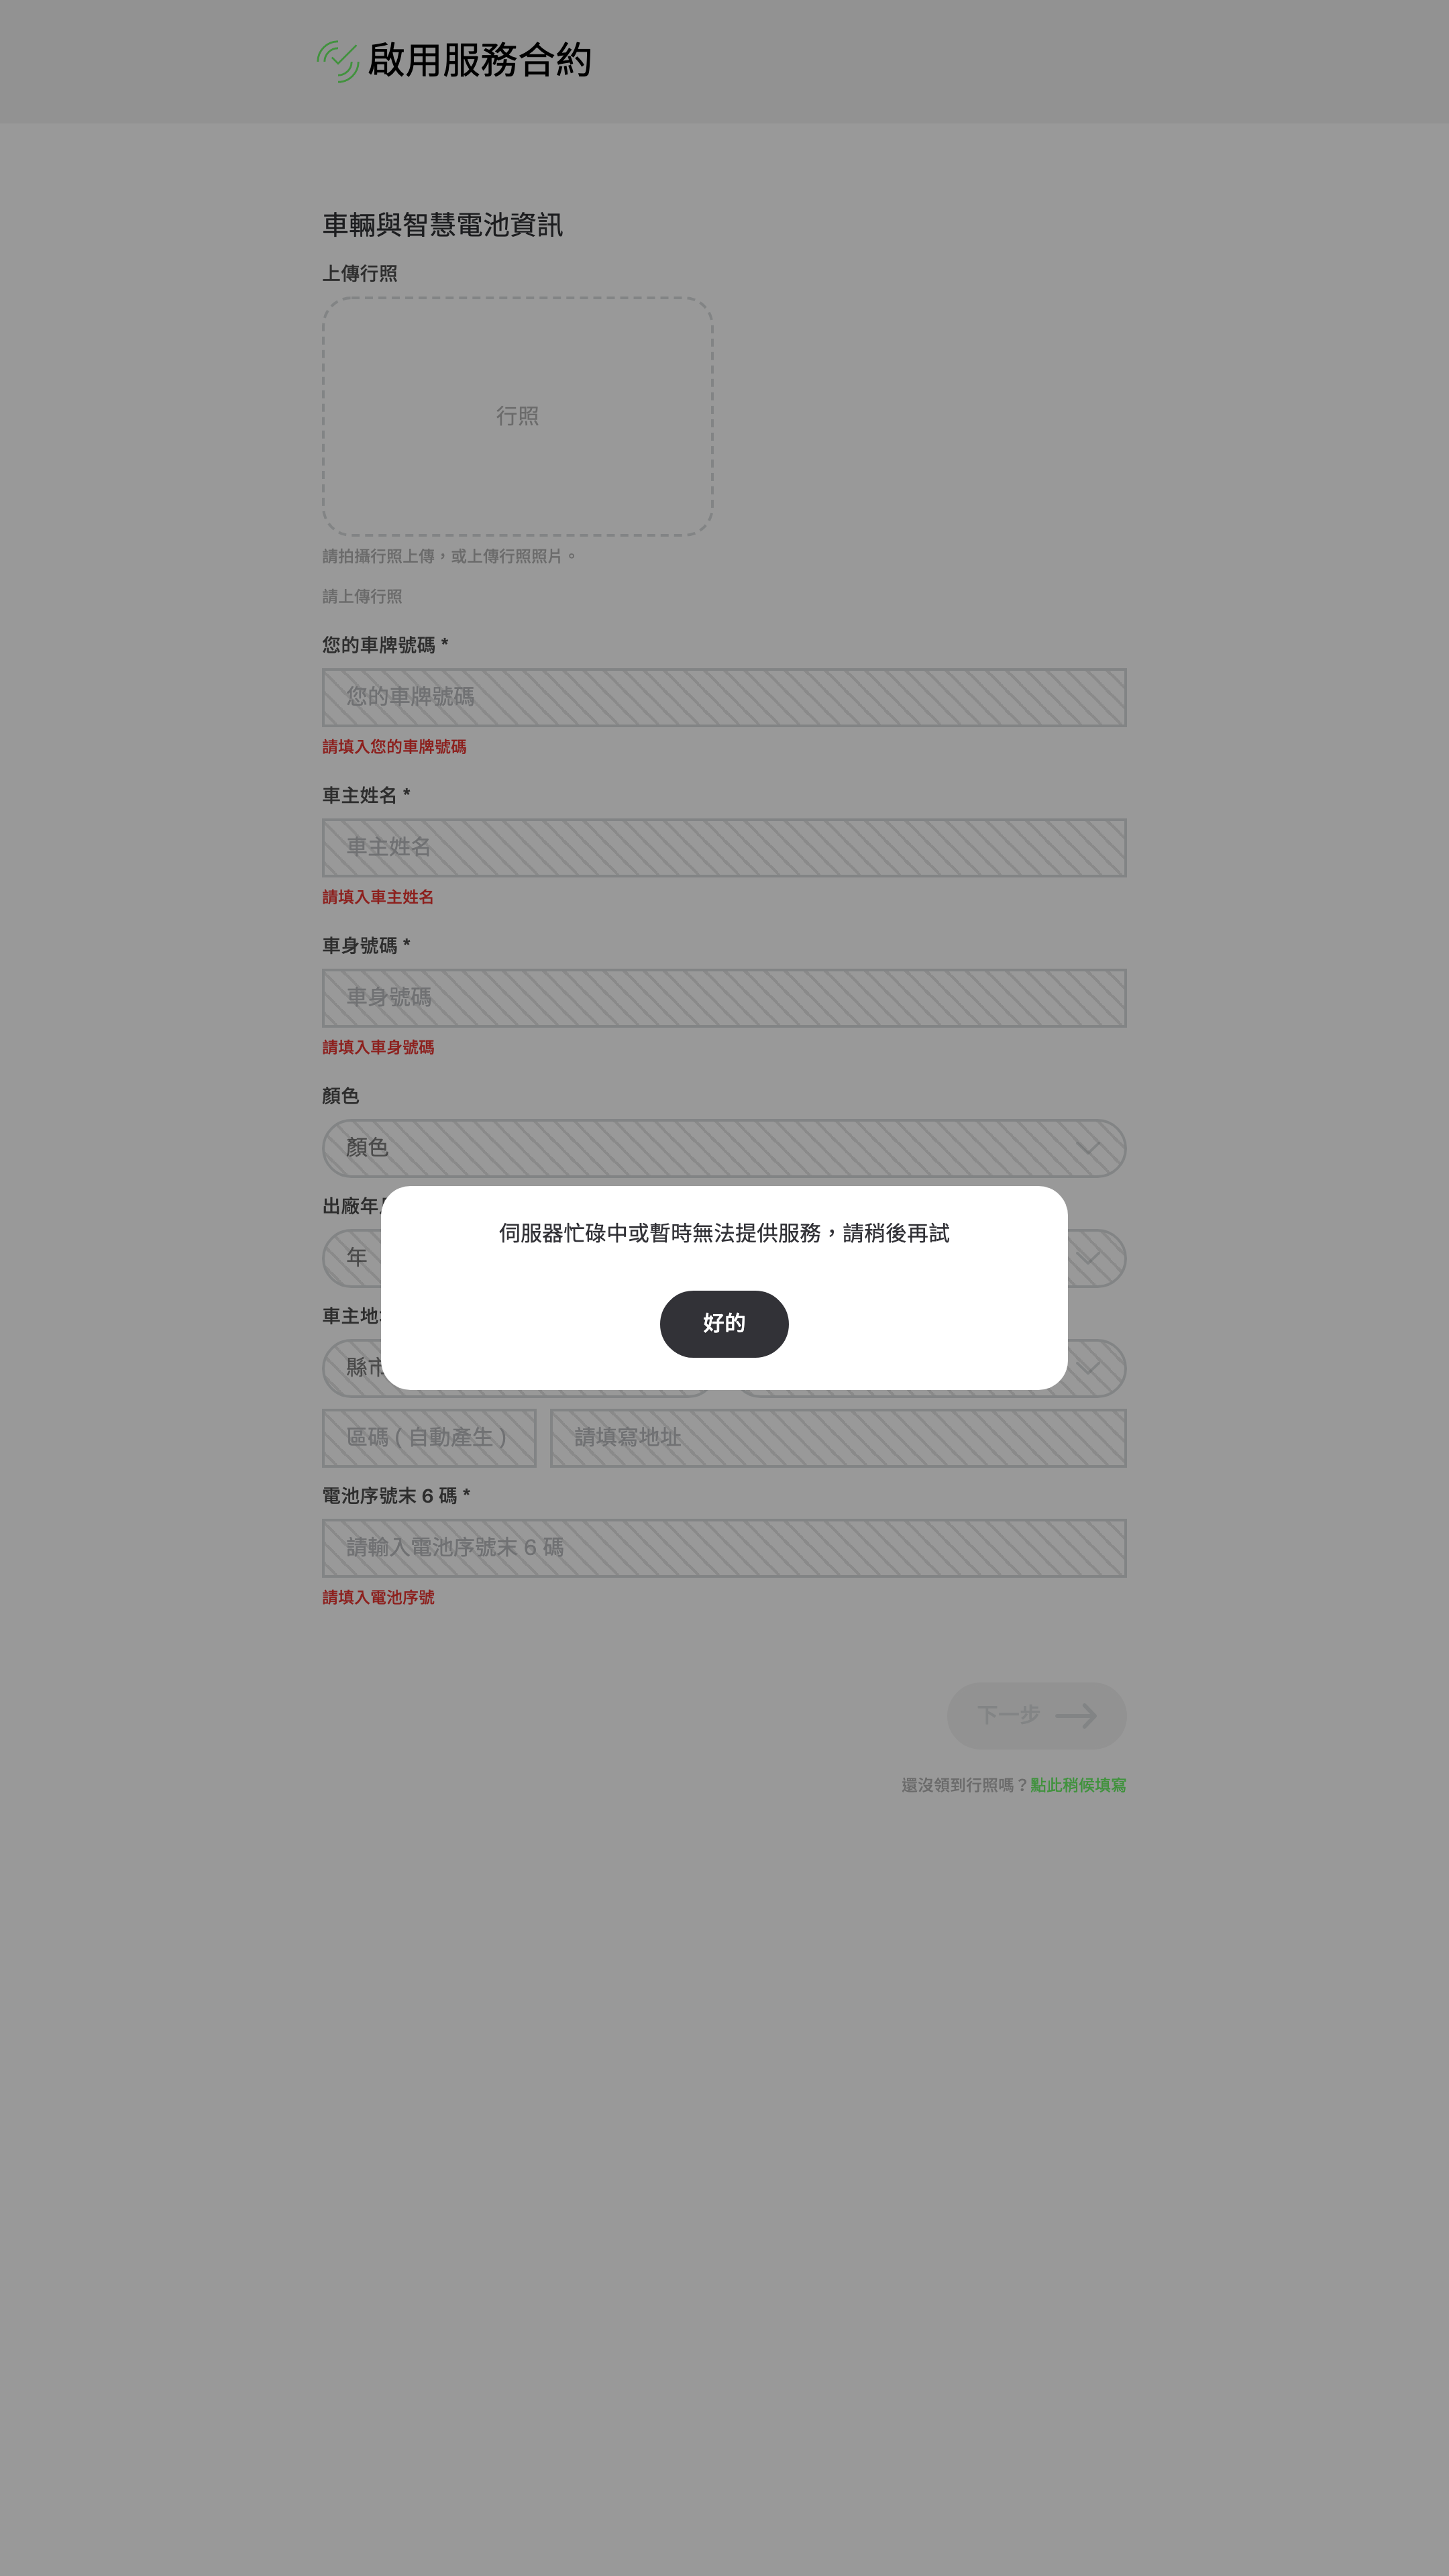 啟用服務合約
車輛與智慧電池資訊
上傳行照
行照
請拍攝行照上傳，或上傳行照照片。
請上傳行照
您的車牌號碼 *
您的車牌號碼
請填入您的車牌號碼
車主姓名 *
車主姓名
請填入車主姓名
車身號碼 *
車身號碼
請填入車身號碼
顏色
顏色
出廠年
年
伺服器忙碌中或暫時無法提供服務，請稍後再試
好的
車主地
縣市
區碼 ( 自動產生 )
請填寫地址
電池序號末 6 碼 *
請輸入電池序號末 6 碼
請填入電池序號
下一步
還沒領到行照嗎？點此稍候填寫